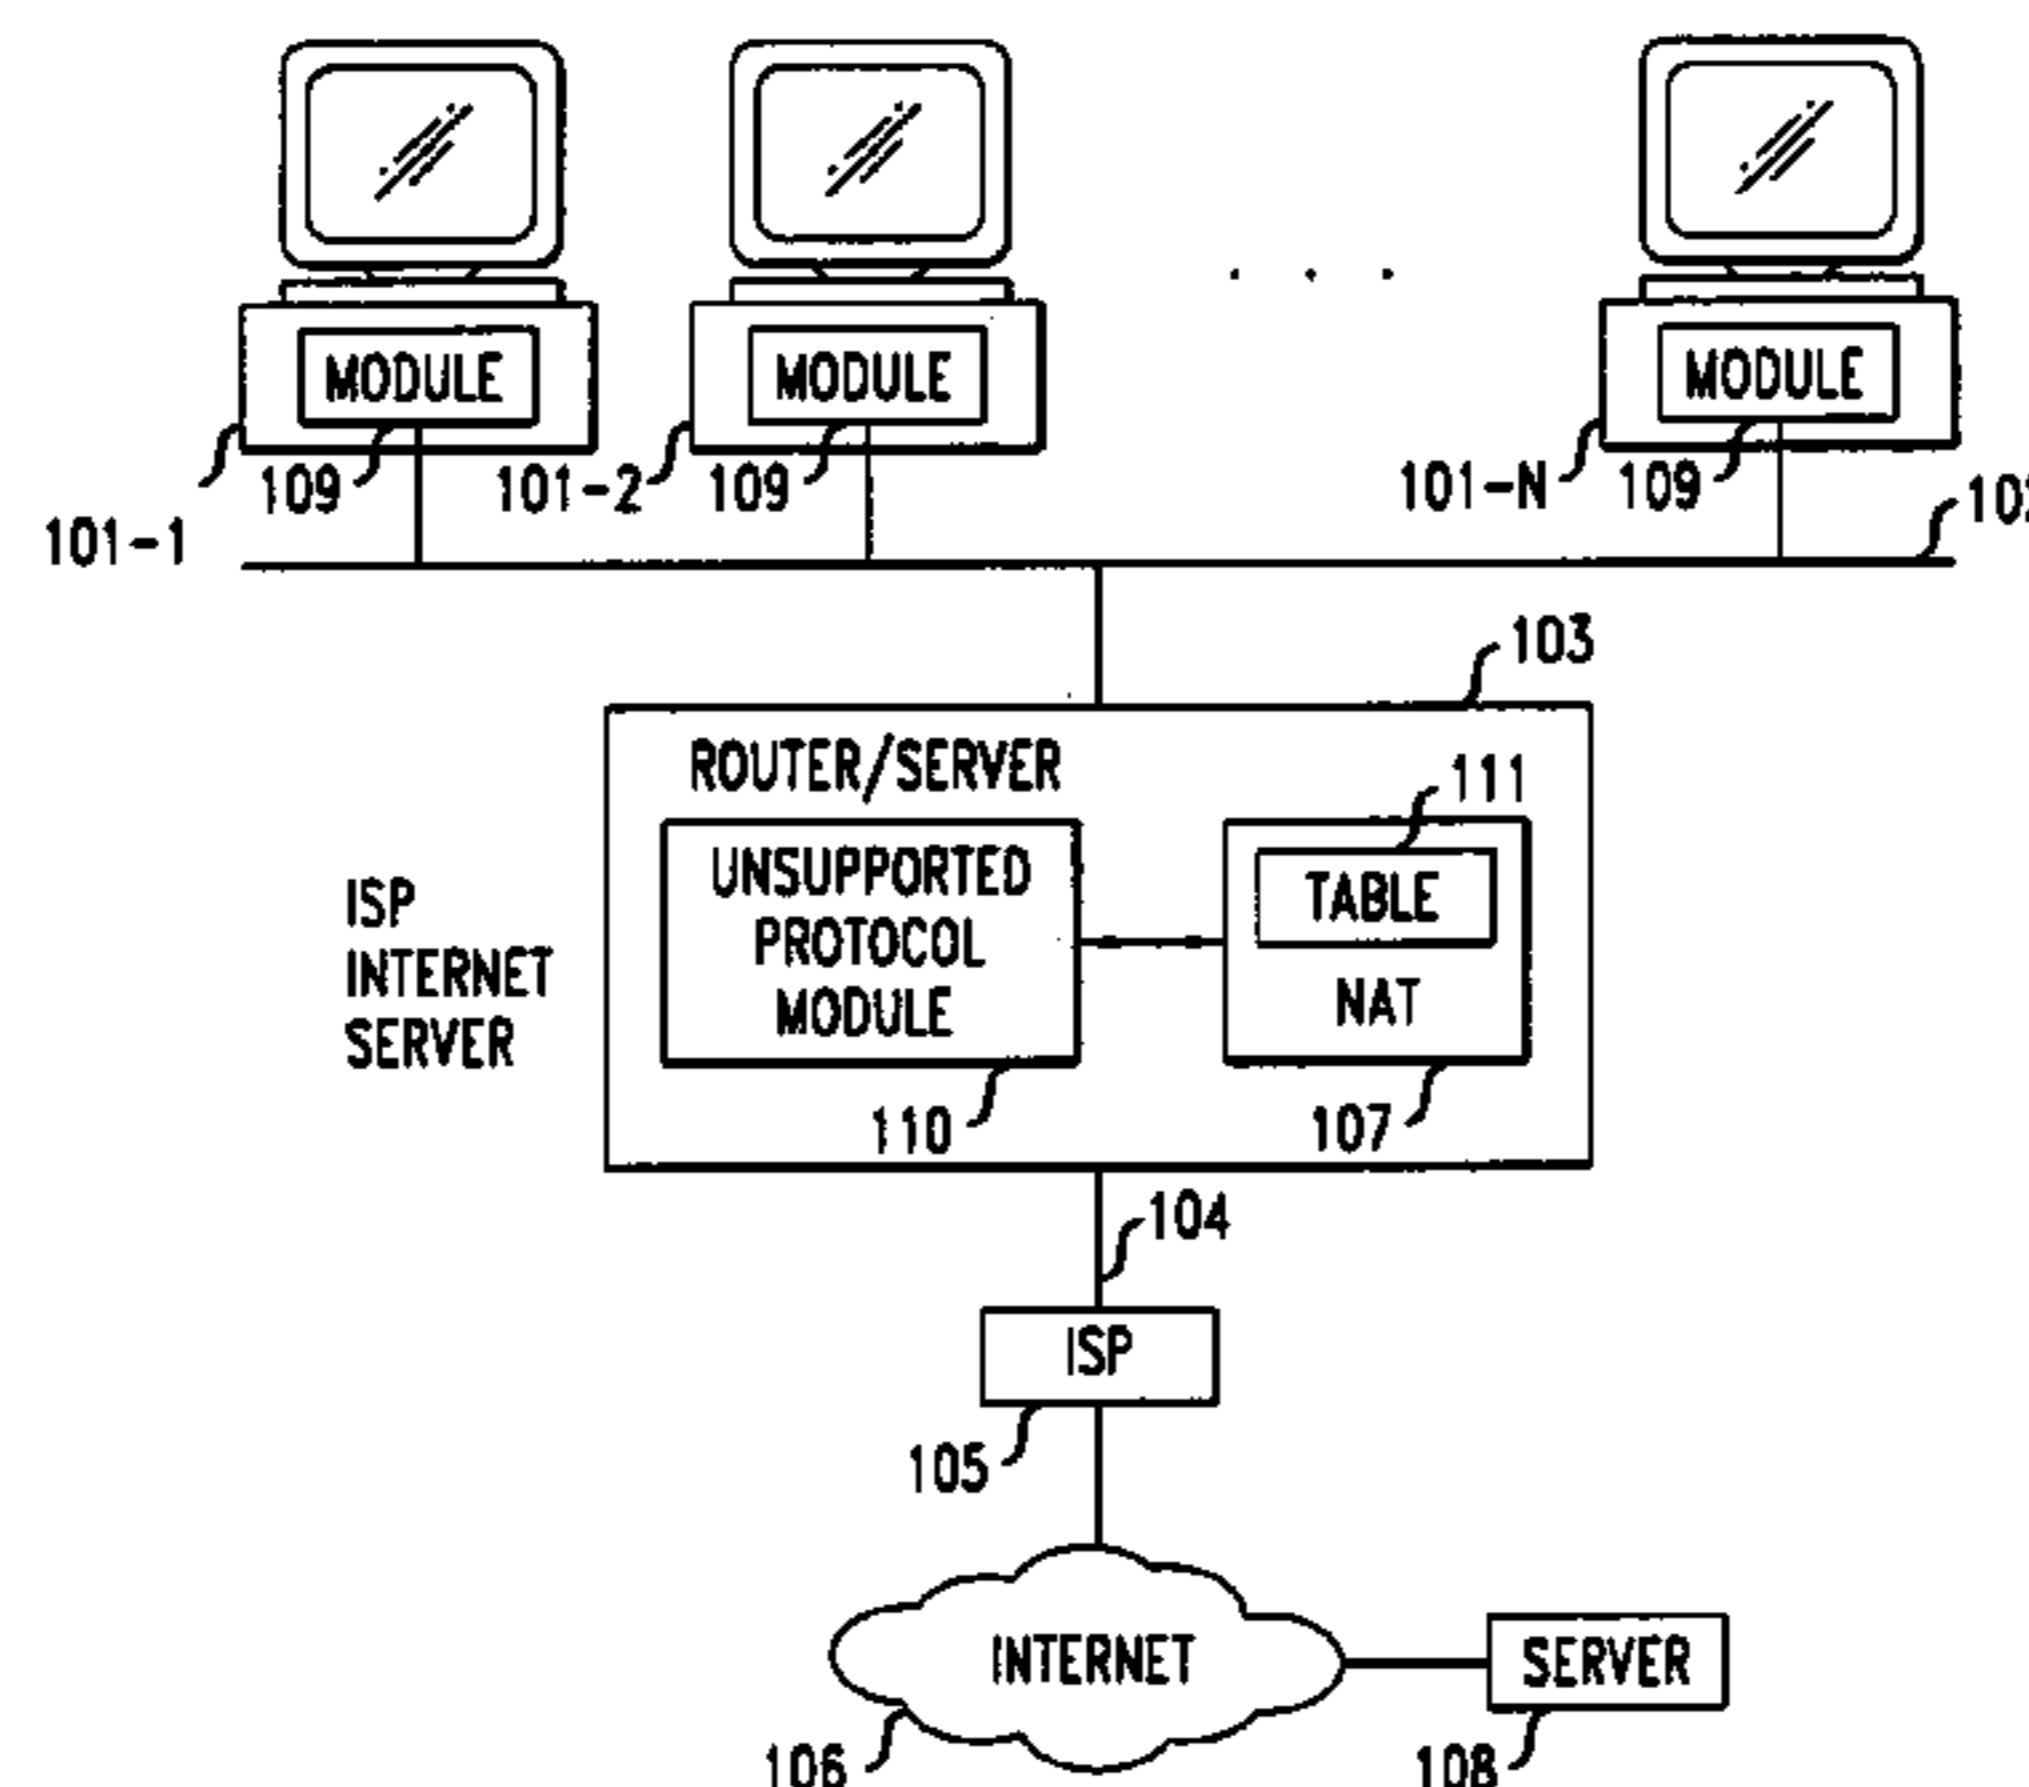 MODULE
MODULE
MODULE
109
101-2
109
101-N
109
101-1
103
ROUTER/SERVER
111
UNSUPPORTED
PROTOCOL
MODULE
TABLE
NAT
ISP
INTERNET
SERVER
110
107
104
ISP
105
INTERNET
SERVER
106
108